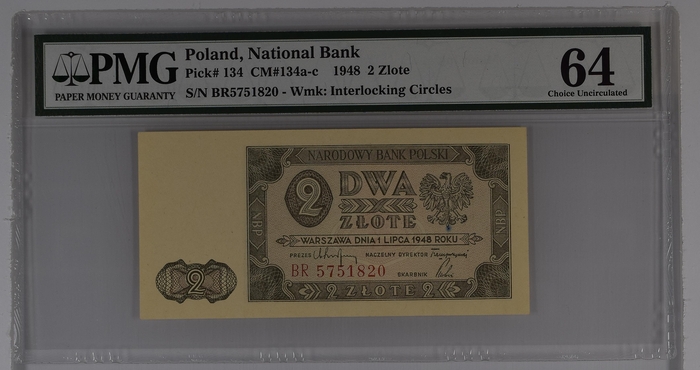 PMG
PAPER MONEY GUARANTY
Poland, National Bank
Pick# 134 CM#134a-c 1948 2 Zlote
S/N BR5751820 - Wmk: Interlocking Circles
64
Choice Uncirculated
NARODOWY BANK POLSKI
2 DWA
ZŁOTE
NBP
NBP
WARSZAWA DNIA 1 LIPCA 1948 ROKU
PREZES NACZELNY DYREKTOR
BR 5751820 SKARBNIK
2
2 ZŁOTE 2